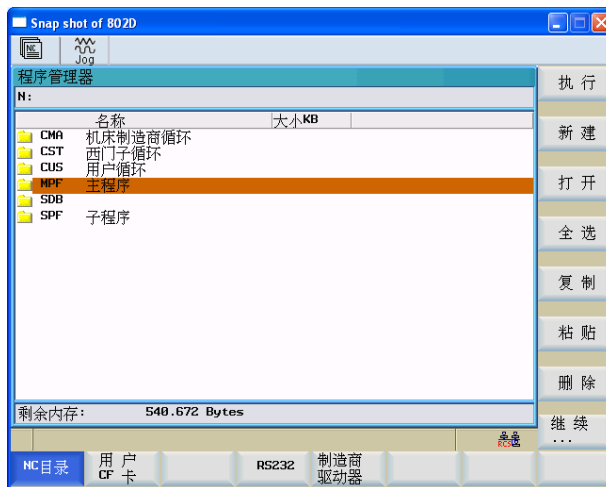 Snap shot of 802D
NC
Jog
程序管理器
N:
名称 大小KB
CMA 机床制造商循环
CST 西门子循环
CUS 用户循环
MPF 主程序
SDB
SPF 子程序
剩余内存: 540.672 Bytes
执 行
新 建
打 开
全 选
复 制
粘 贴
删 除
继 续
...
RCS
NC目录
用 户
CF 卡
RS232
制造商
驱动器